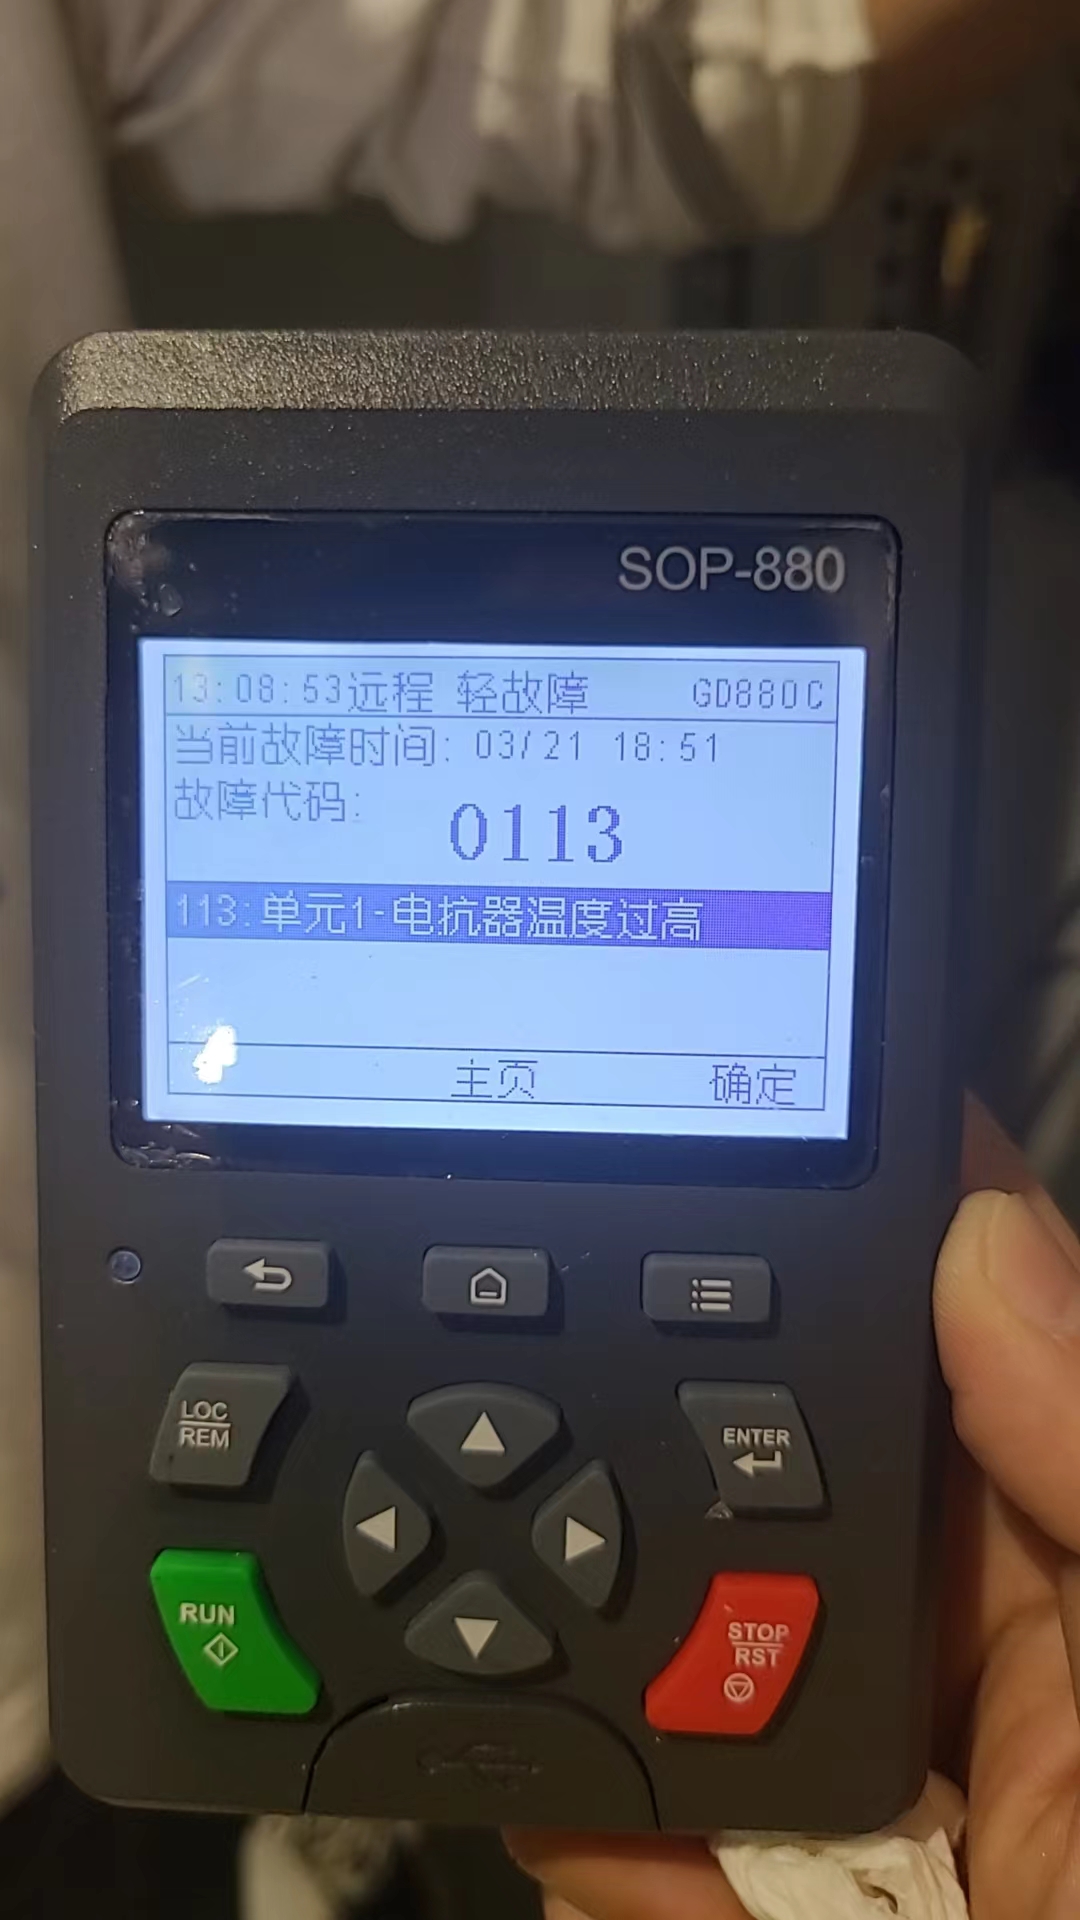 SOP-880
13:08:53远程 轻故障 GD880C
当前故障时间: 03/21 18:51
故障代码:
0113
113:单元1-电抗器温度过高
主页 确定
LOC
REM
ENTER
RUN
STOP
RST